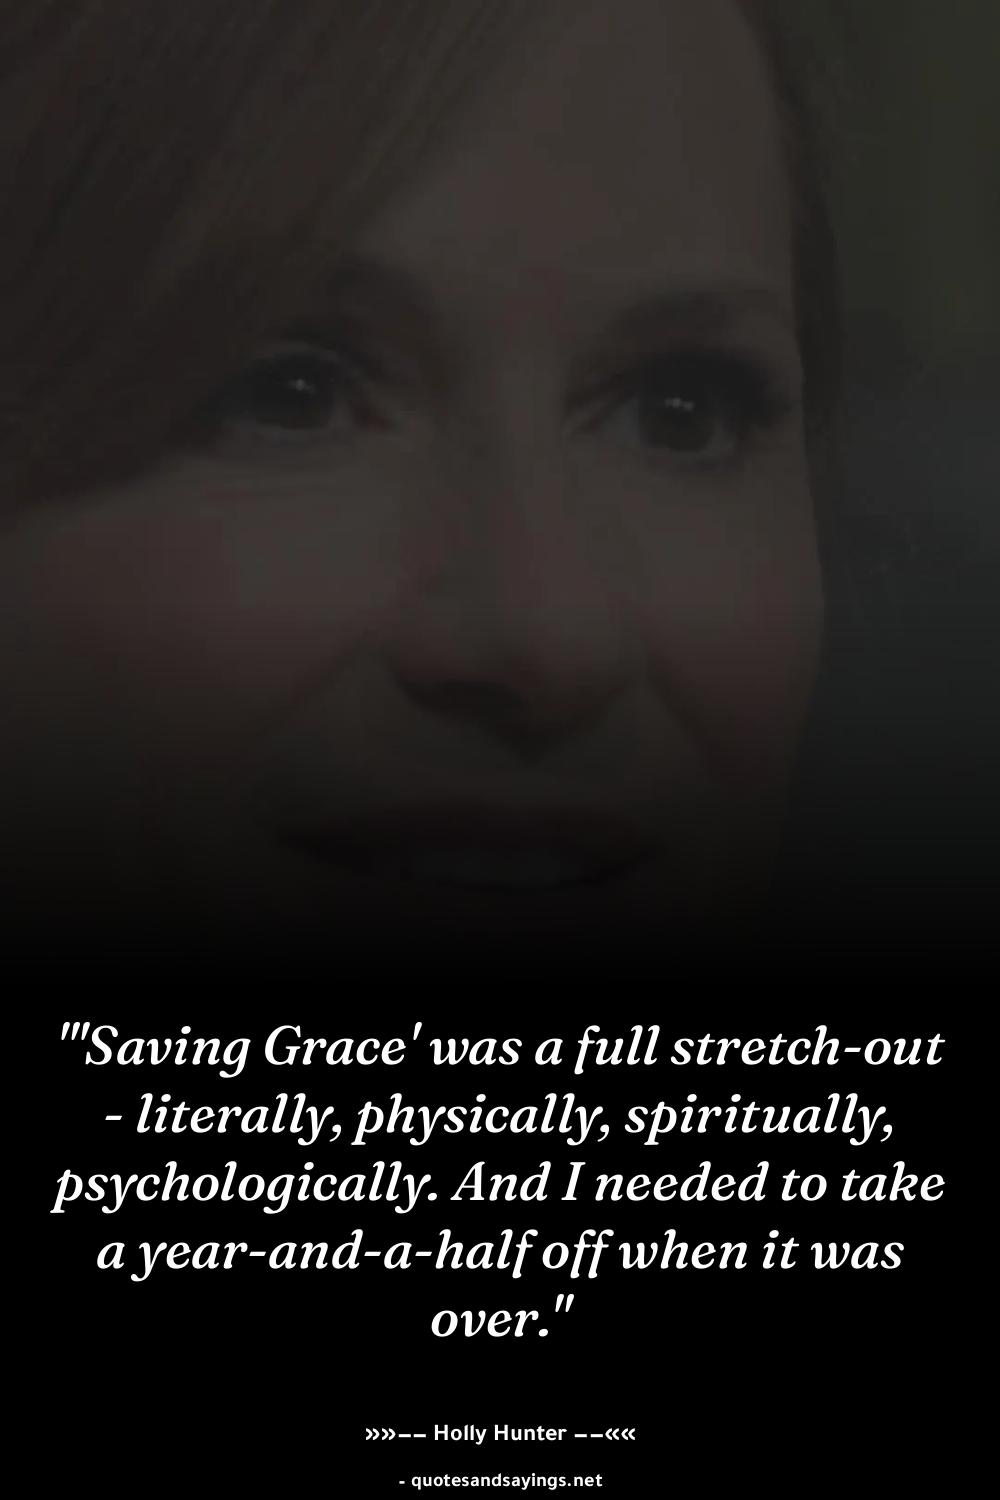 "'Saving Grace' was a full stretch-out
- literally, physically, spiritually,
psychologically. And I needed to take
a year-and-a-half off when it was
over."
»»−− Holly Hunter −−««
- quotesandsayings.net